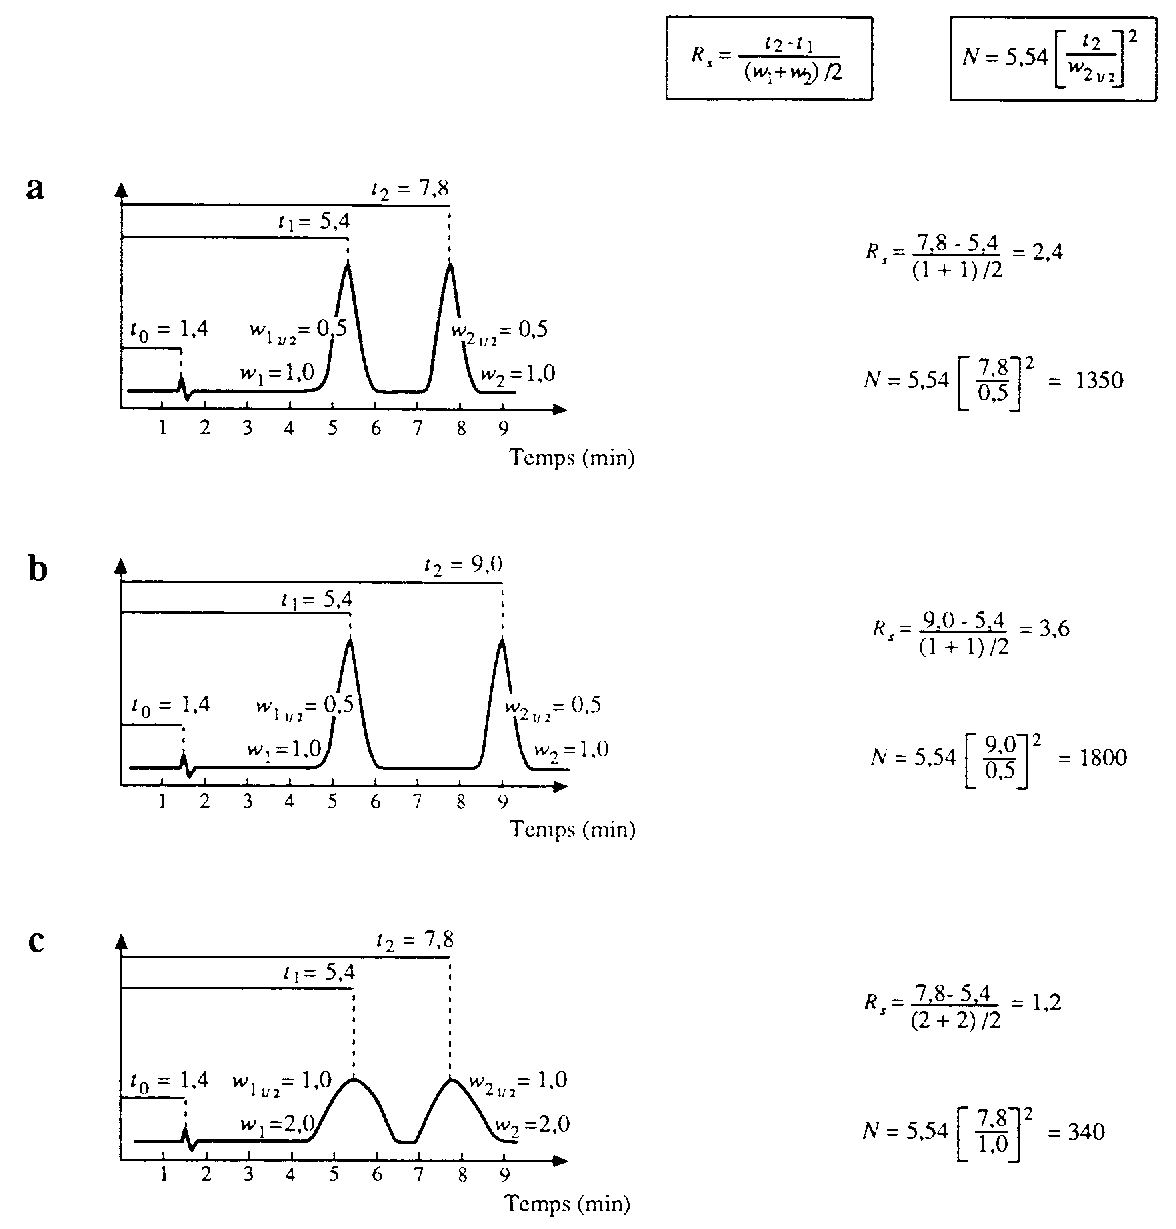 R_s = (t_2 - t_1) / ((w_1 + w_2) / 2)
N = 5,54 [t_2 / w_2 1/2]^2
a
t_2 = 7,8
t_1 = 5,4
t_0 = 1,4 w_1 1/2 = 0,5 w_2 1/2 = 0,5
w_1 = 1,0 w_2 = 1,0
1 2 3 4 5 6 7 8 9
Temps (min)
R_s = (7,8 - 5,4) / ((1 + 1) / 2) = 2,4
N = 5,54 [7,8 / 0,5]^2 = 1350
b
t_2 = 9,0
t_1 = 5,4
t_0 = 1,4 w_1 1/2 = 0,5 w_2 1/2 = 0,5
w_1 = 1,0 w_2 = 1,0
1 2 3 4 5 6 7 8 9
Temps (min)
R_s = (9,0 - 5,4) / ((1 + 1) / 2) = 3,6
N = 5,54 [9,0 / 0,5]^2 = 1800
c
t_2 = 7,8
t_1 = 5,4
t_0 = 1,4 w_1 1/2 = 1,0 w_2 1/2 = 1,0
w_1 = 2,0 w_2 = 2,0
1 2 3 4 5 6 7 8 9
Temps (min)
R_s = (7,8 - 5,4) / ((2 + 2) / 2) = 1,2
N = 5,54 [7,8 / 1,0]^2 = 340